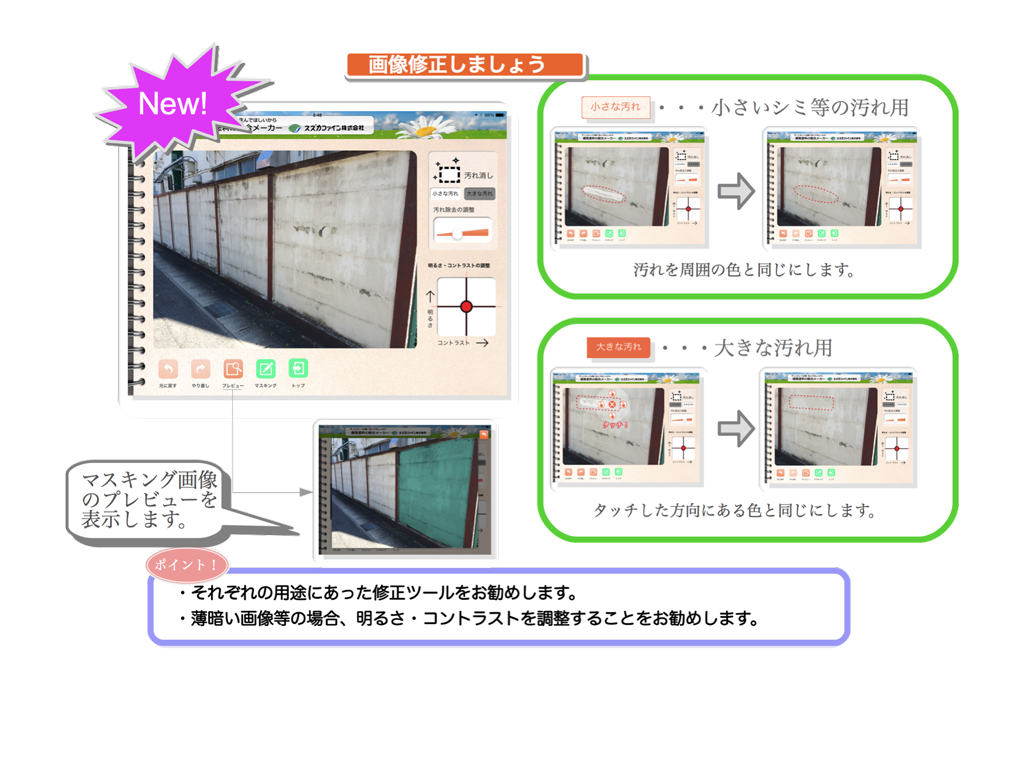 画像修正しましょう
New!
メーカー スズカファイン株式会社
汚れ消し
小さな汚れ 大きな汚れ
汚れ除去の調整
明るさ・コントラストの調整
明るさ
コントラスト
元に戻す やり直し プレビュー マスキング トップ
マスキング画像
のプレビューを
表示します。
小さな汚れ ・・・小さいシミ等の汚れ用
汚れを周囲の色と同じにします。
大きな汚れ ・・・大きな汚れ用
タッチ!
タッチした方向にある色と同じにします。
ポイント!
・それぞれの用途にあった修正ツールをお勧めします。
・薄暗い画像等の場合、明るさ・コントラストを調整することをお勧めします。